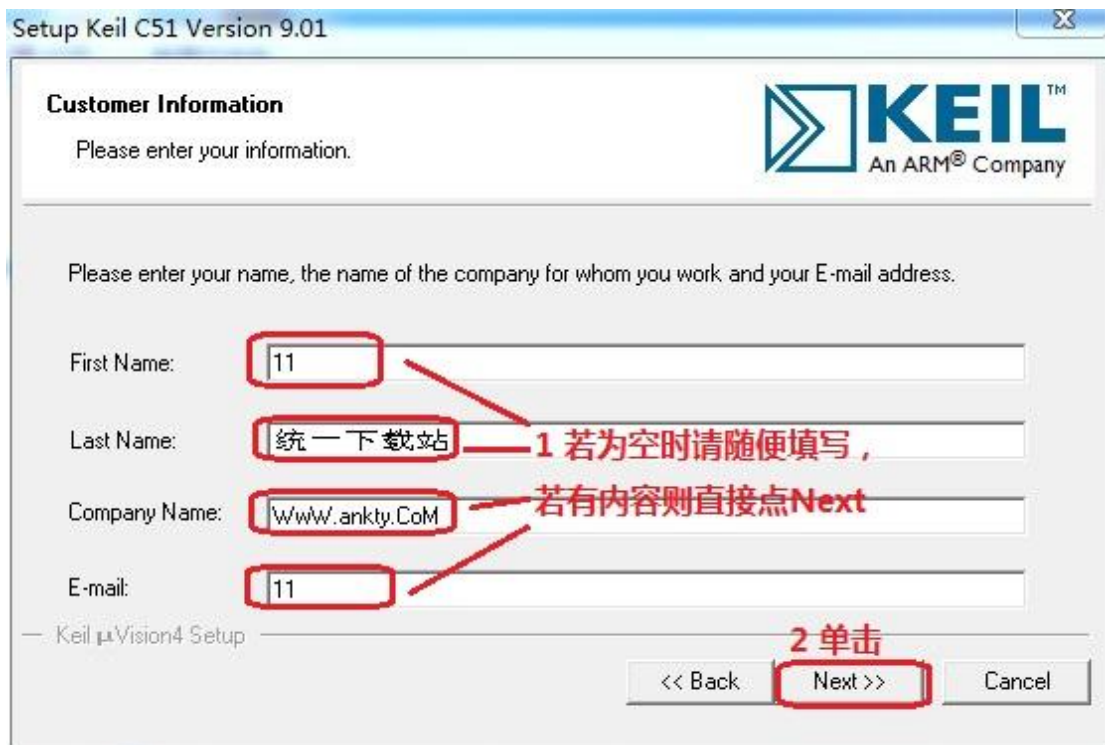 Setup Keil C51 Version 9.01
Customer Information
Please enter your information.
KEIL™
An ARM® Company
Please enter your name, the name of the company for whom you work and your E-mail address.
First Name: 11
Last Name: 统一下载站
1 若为空时请随便填写，
Company Name: WwW.ankty.CoM
若有内容则直接点Next
E-mail: 11
Keil µVision4 Setup
2 单击
<< Back
Next >>
Cancel